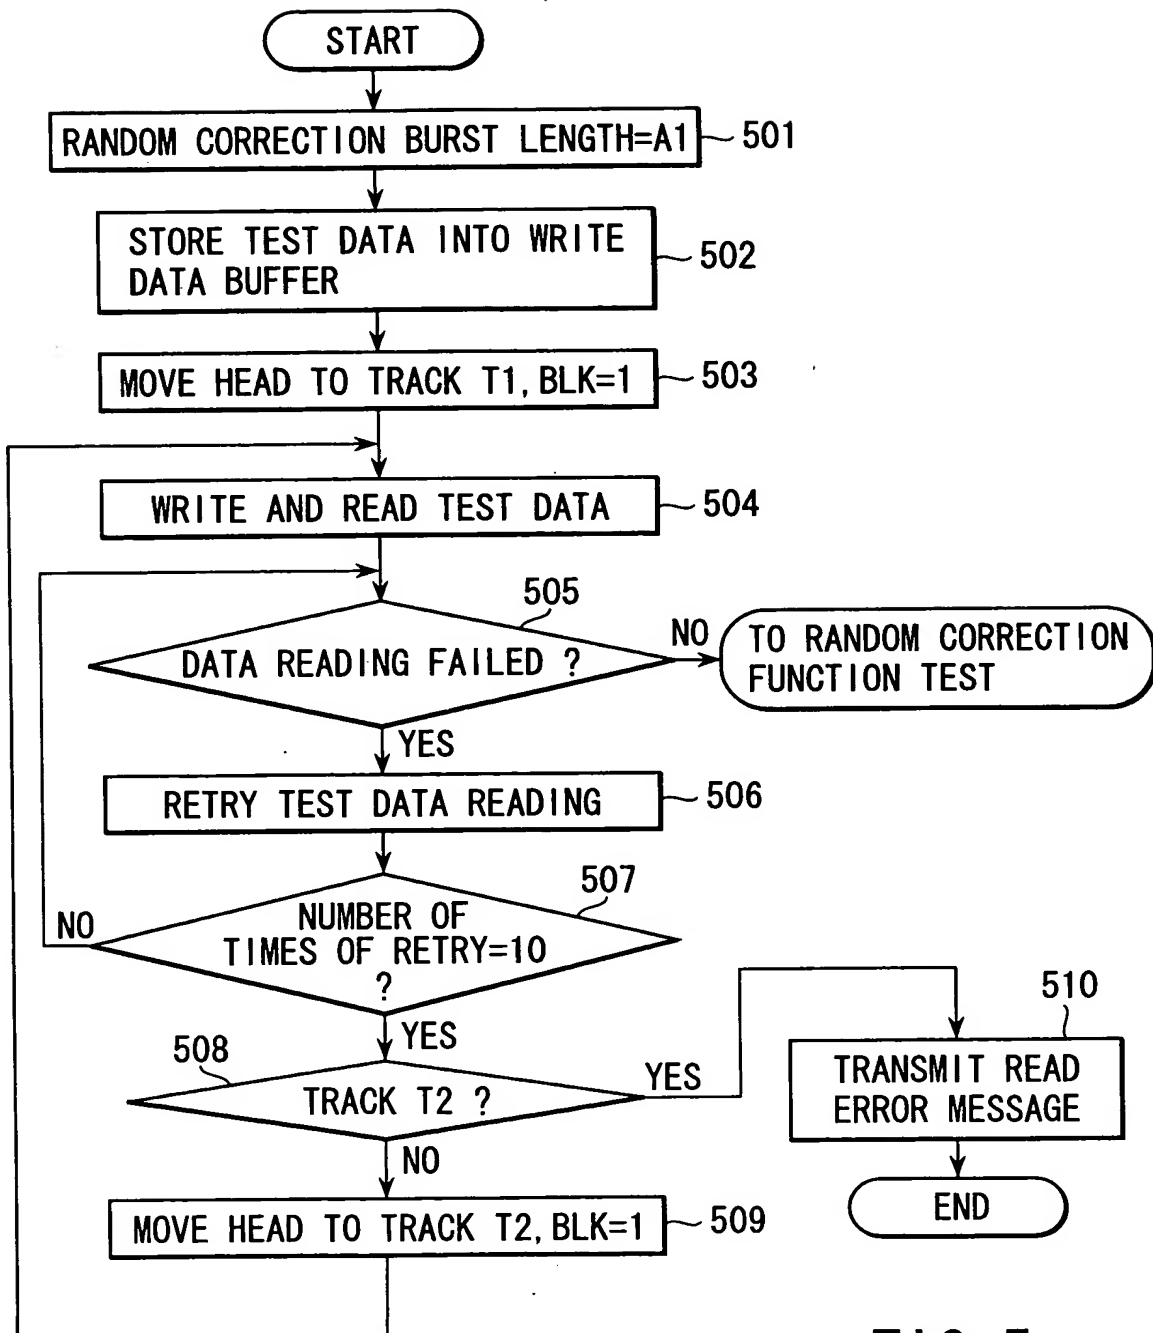 START
RANDOM CORRECTION BURST LENGTH=A1
501
STORE TEST DATA INTO WRITE
DATA BUFFER
502
MOVE HEAD TO TRACK T1, BLK=1
503
WRITE AND READ TEST DATA
504
505
DATA READING FAILED ?
NO
TO RANDOM CORRECTION
FUNCTION TEST
YES
RETRY TEST DATA READING
506
507
NUMBER OF
TIMES OF RETRY=10
?
NO
YES
508
TRACK T2 ?
YES
510
TRANSMIT READ
ERROR MESSAGE
NO
END
MOVE HEAD TO TRACK T2, BLK=1
509